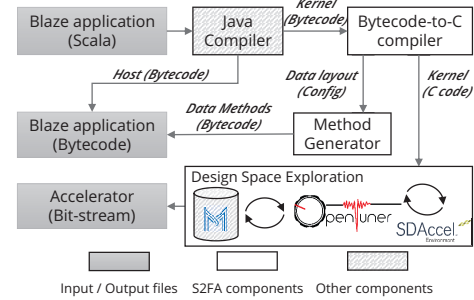 Blaze application
(Scala)
Java
Compiler
Kernel
(Bytecode)
Bytecode-to-C
compiler
Host (Bytecode)
Data layout
(Config)
Kernel
(C code)
Data Methods
(Bytecode)
Blaze application
(Bytecode)
Method
Generator
Design Space Exploration
Accelerator
(Bit-stream)
M
OpenTuner
SDAccel
Environment
Input / Output files
S2FA components
Other components